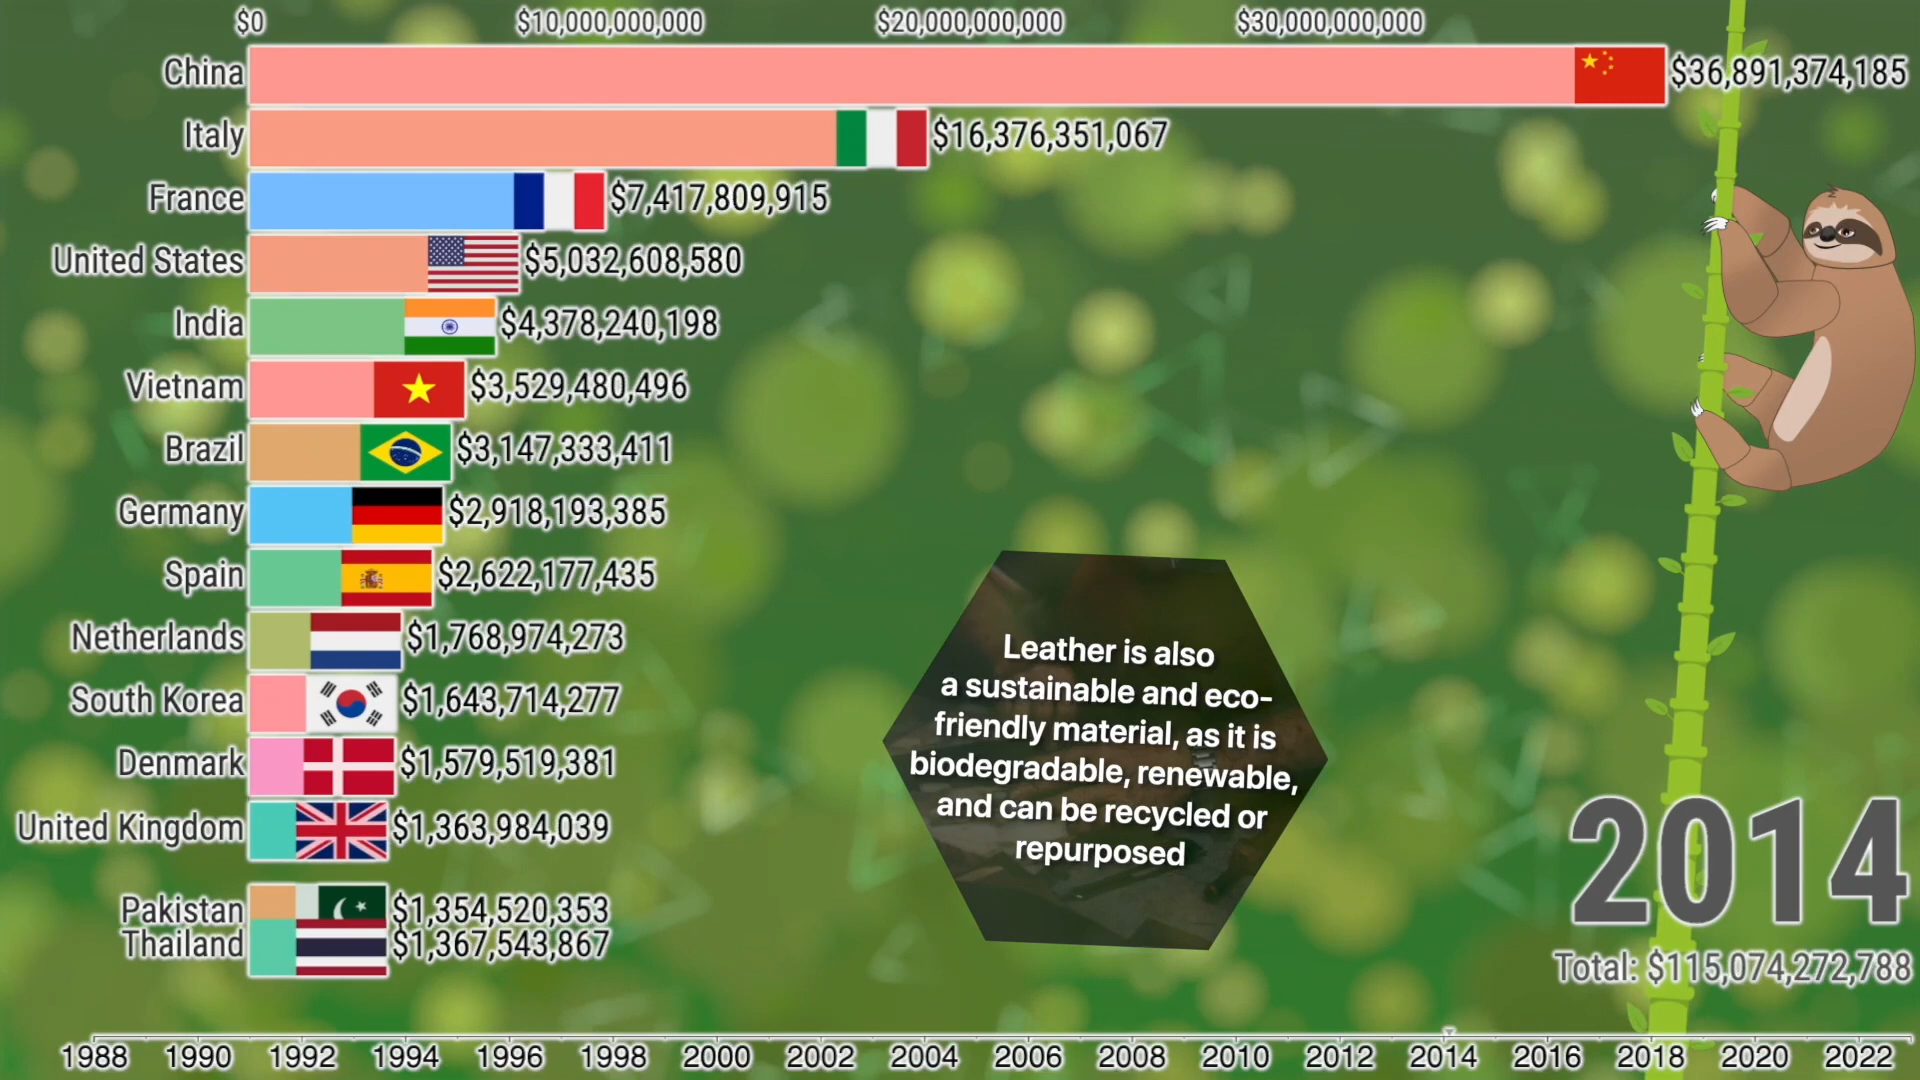 $0 $10,000,000,000 $20,000,000,000 $30,000,000,000
China $36,891,374,185
Italy $16,376,351,067
France $7,417,809,915
United States $5,032,608,580
India $4,378,240,198
Vietnam $3,529,480,496
Brazil $3,147,333,411
Germany $2,918,193,385
Spain $2,622,177,435
Netherlands $1,768,974,273
South Korea $1,643,714,277
Denmark $1,579,519,381
United Kingdom $1,363,984,039
Pakistan $1,354,520,353
Thailand $1,367,543,867
Leather is also
a sustainable and eco-
friendly material, as it is
biodegradable, renewable,
and can be recycled or
repurposed
2014
Total: $115,074,272,788
1988 1990 1992 1994 1996 1998 2000 2002 2004 2006 2008 2010 2012 2014 2016 2018 2020 2022